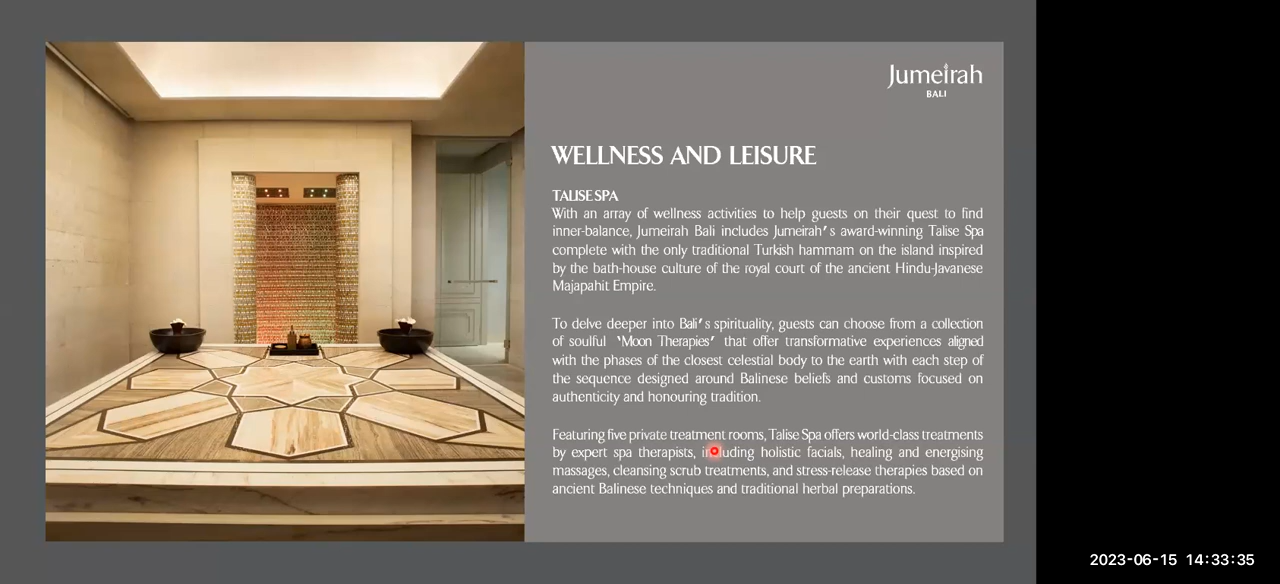 Jumeirah
BALI
WELLNESS AND LEISURE
TALISE SPA
With an array of wellness activities to help guests on their quest to find
inner-balance, Jumeirah Bali includes Jumeirah's award-winning Talise Spa
complete with the only traditional Turkish hammam on the island inspired
by the bath-house culture of the royal court of the ancient Hindu-Javanese
Majapahit Empire.
To delve deeper into Bali's spirituality, guests can choose from a collection
of soulful 'Moon Therapies' that offer transformative experiences aligned
with the phases of the closest celestial body to the earth with each step of
the sequence designed around Balinese beliefs and customs focused on
authenticity and honouring tradition.
Featuring five private treatment rooms, Talise Spa offers world-class treatments
by expert spa therapists, including holistic facials, healing and energising
massages, cleansing scrub treatments, and stress-release therapies based on
ancient Balinese techniques and traditional herbal preparations.
2023-06-15 14:33:35